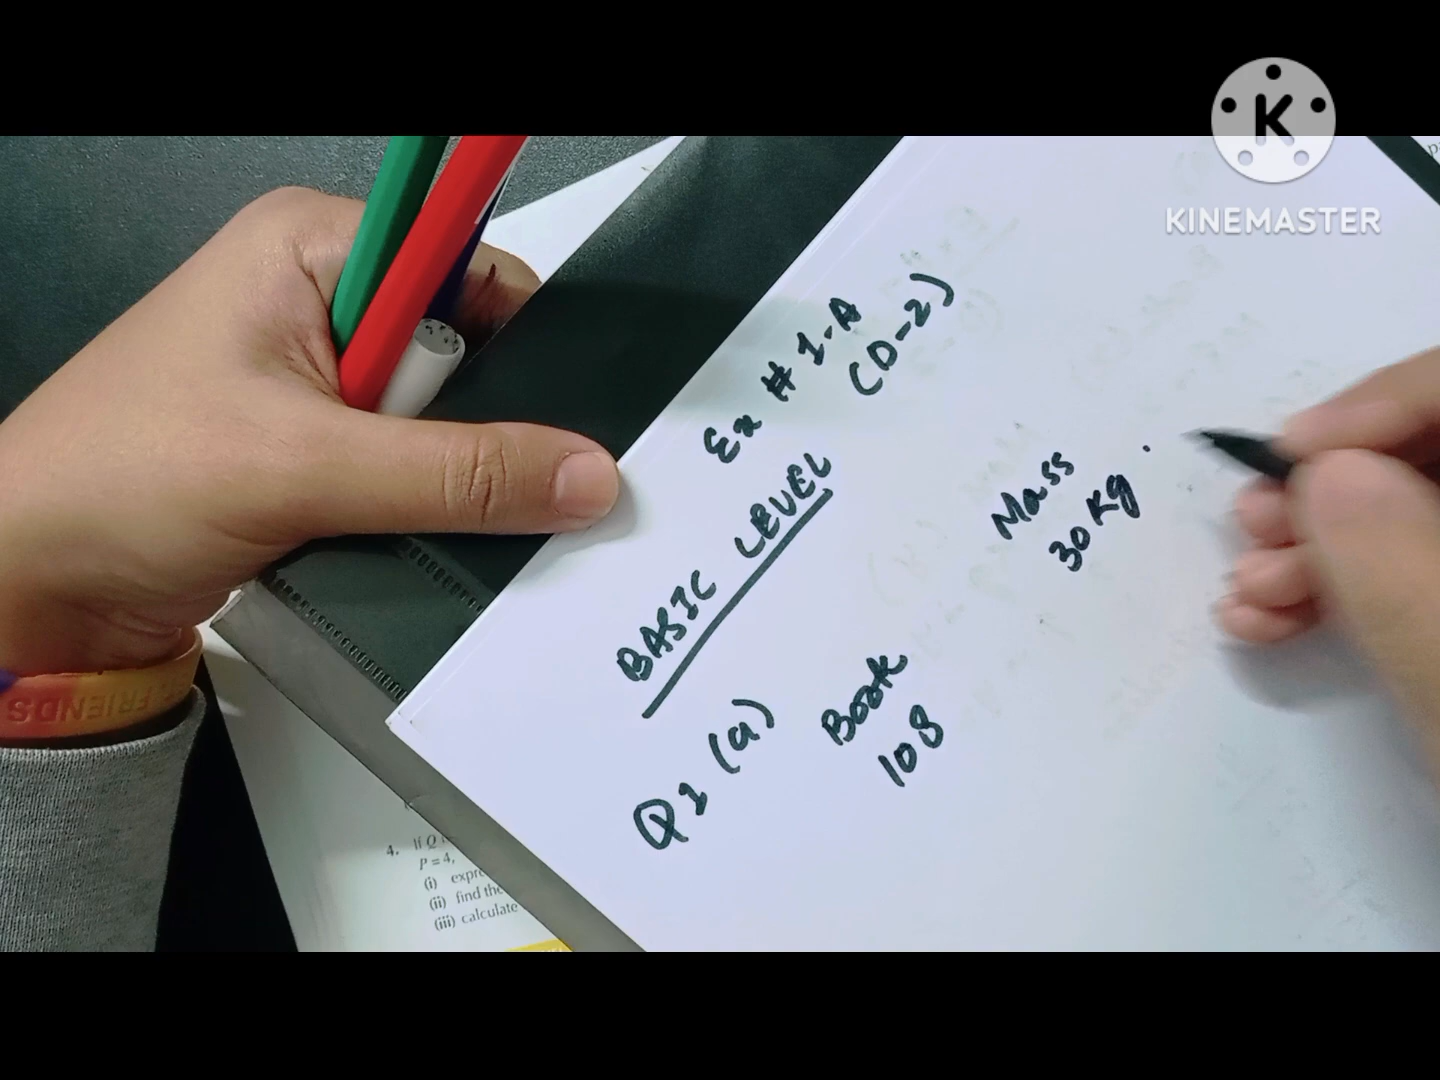 KINEMASTER
Ex # 1-A
(D-2)
BASIC LEVEL
Q1 (a)
Book
108
Mass
30 Kg
FRIENDS
4. If Q
P = 4,
(i) expre
(ii) find the
(iii) calculate